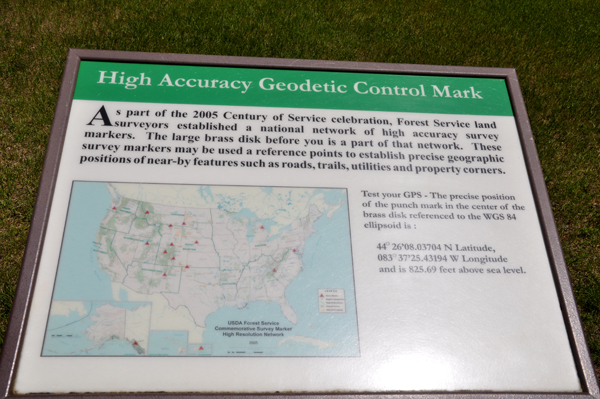 High Accuracy Geodetic Control Mark
As part of the 2005 Century of Service celebration, Forest Service land
surveyors established a national network of high accuracy survey
markers. The large brass disk before you is a part of that network. These
survey markers may be used a reference points to establish precise geographic
positions of near-by features such as roads, trails, utilities and property corners.
Test your GPS - The precise position
of the punch mark in the center of the
brass disk referenced to the WGS 84
ellipsoid is :
44° 26'08.03704 N Latitude,
083° 37'25.43194 W Longitude
and is 825.69 feet above sea level.
USDA Forest Service
Commemorative Survey Marker
High Resolution Network